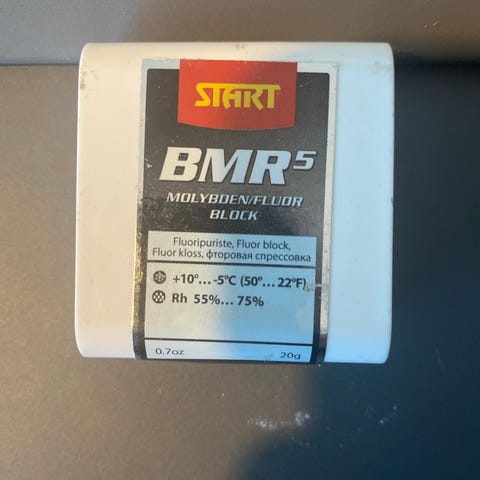 START
BMR5
MOLYBDEN/FLUOR
BLOCK
Fluoripuriste, Fluor block,
Fluor kloss, фторовая спрессовка
+10°... -5°C (50°... 22°F)
Rh 55%... 75%
0.7oz 20g